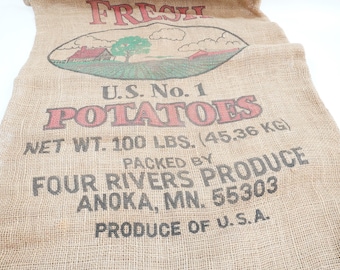 FRESH
U.S. No. 1
POTATOES
NET WT. 100 LBS. (45.36 KG)
PACKED BY
FOUR RIVERS PRODUCE
ANOKA, MN. 55303
PRODUCE OF U.S.A.